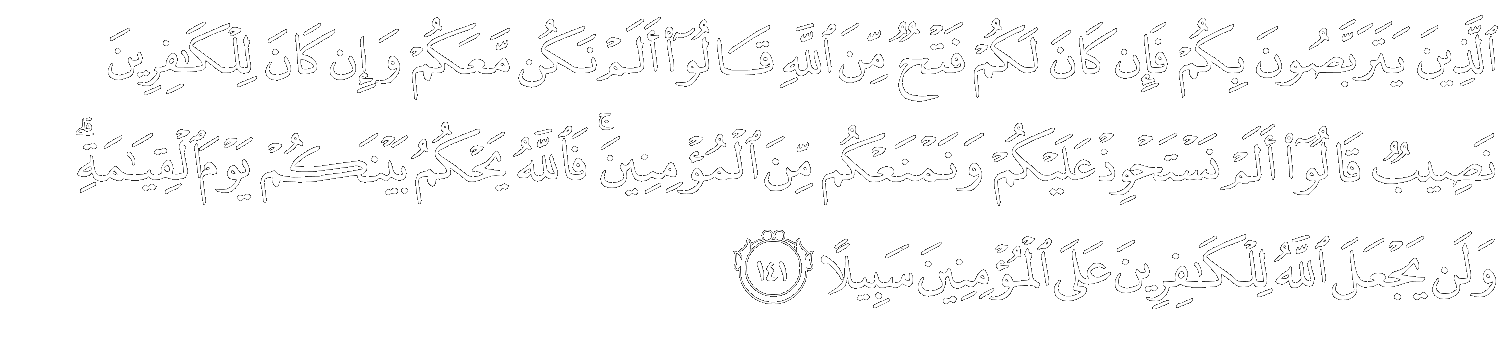 ٱلَّذِينَ يَتَرَبَّصُونَ بِكُمْ فَإِن كَانَ لَكُمْ فَتْحٌ مِّنَ ٱللَّهِ قَالُوٓا۟ أَلَمْ نَكُن مَّعَكُمْ وَإِن كَانَ لِلْكَـٰفِرِينَ
نَصِيبٌ قَالُوٓا۟ أَلَمْ نَسْتَحْوِذْ عَلَيْكُمْ وَنَمْنَعْكُم مِّنَ ٱلْمُؤْمِنِينَ ۚ فَٱللَّهُ يَحْكُمُ بَيْنَكُمْ يَوْمَ ٱلْقِيَـٰمَةِ ۗ
وَلَن يَجْعَلَ ٱللَّهُ لِلْكَـٰفِرِينَ عَلَى ٱلْمُؤْمِنِينَ سَبِيلًا ١٤١